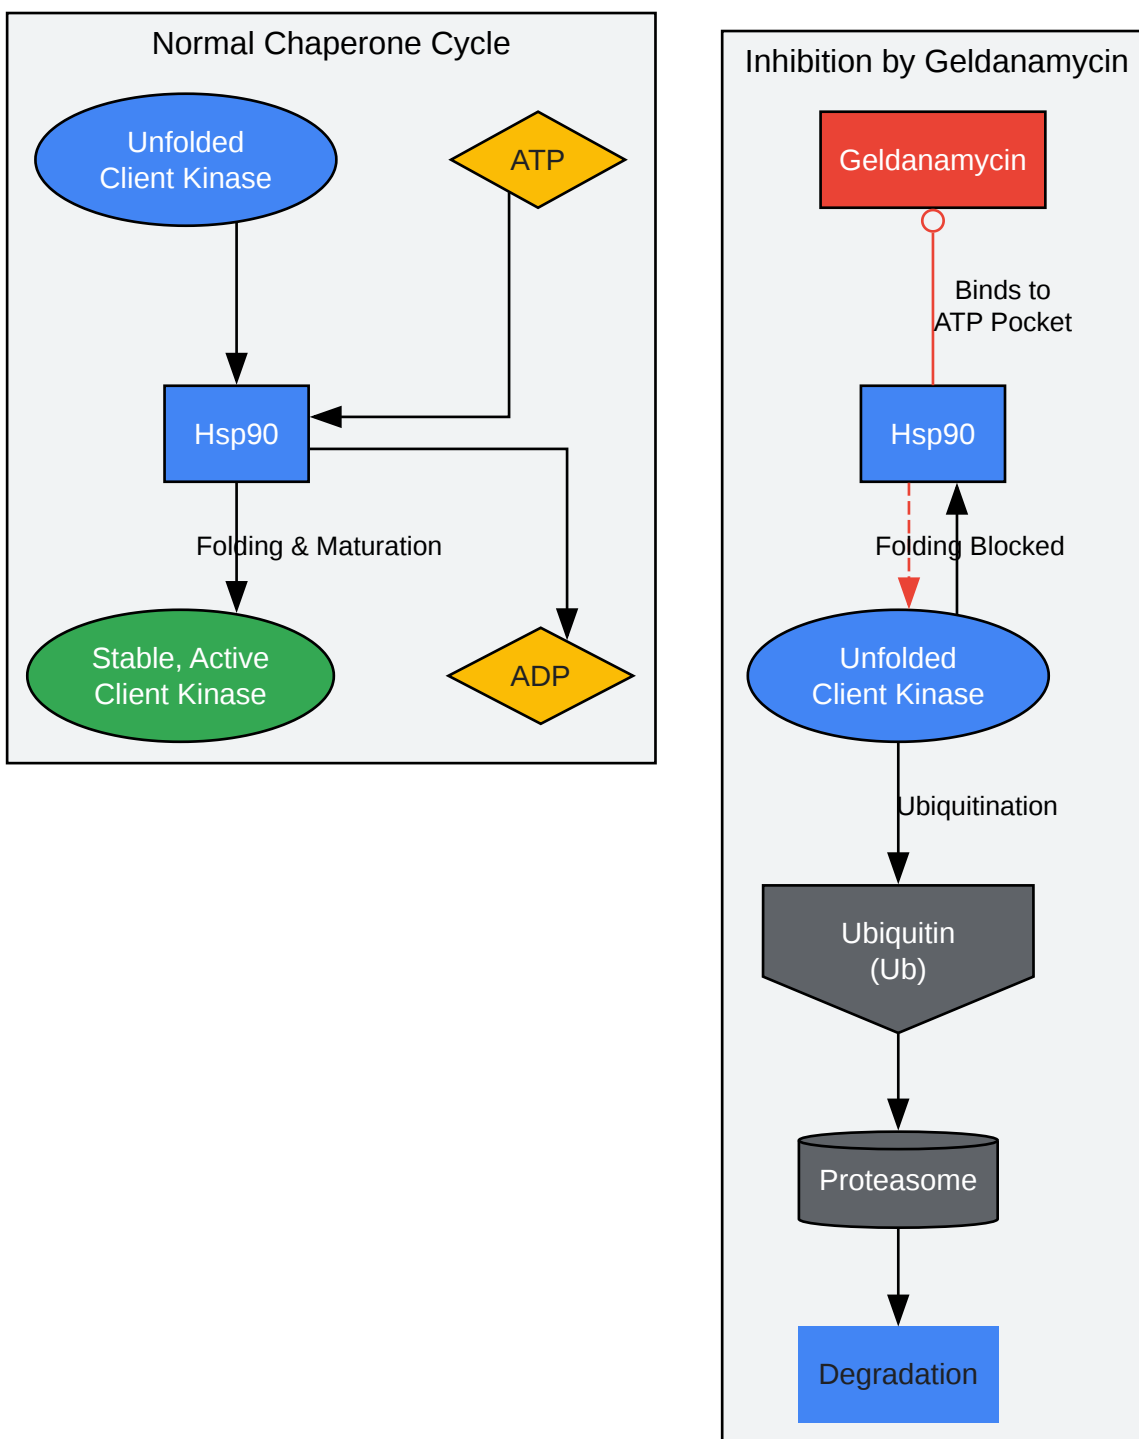 Normal Chaperone Cycle
Unfolded
Client Kinase
ATP
Hsp90
Folding & Maturation
Stable, Active
Client Kinase
ADP
Inhibition by Geldanamycin
Geldanamycin
Binds to
ATP Pocket
Hsp90
Folding Blocked
Unfolded
Client Kinase
Ubiquitination
Ubiquitin
(Ub)
Proteasome
Degradation